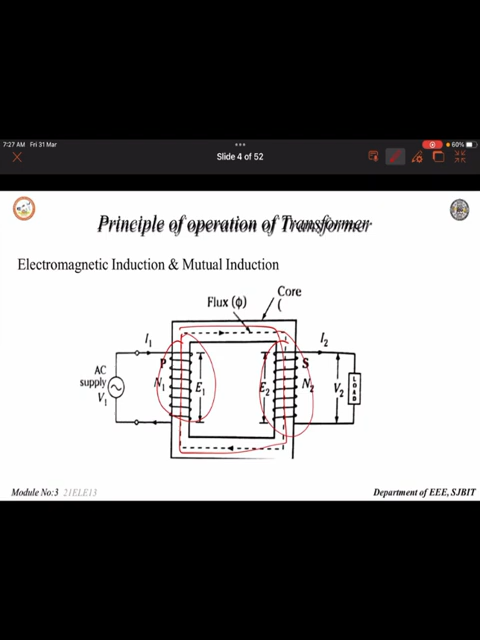 7:27 AM Fri 31 Mar
60%
Slide 4 of 52
Principle of operation of Transformer
Electromagnetic Induction & Mutual Induction
Core
Flux (ϕ) (
I1 I2
P S
AC
supply
V1
N1 E1 E2 N2 V2 LOAD
Module No:3 21ELE13 Department of EEE, SJBIT